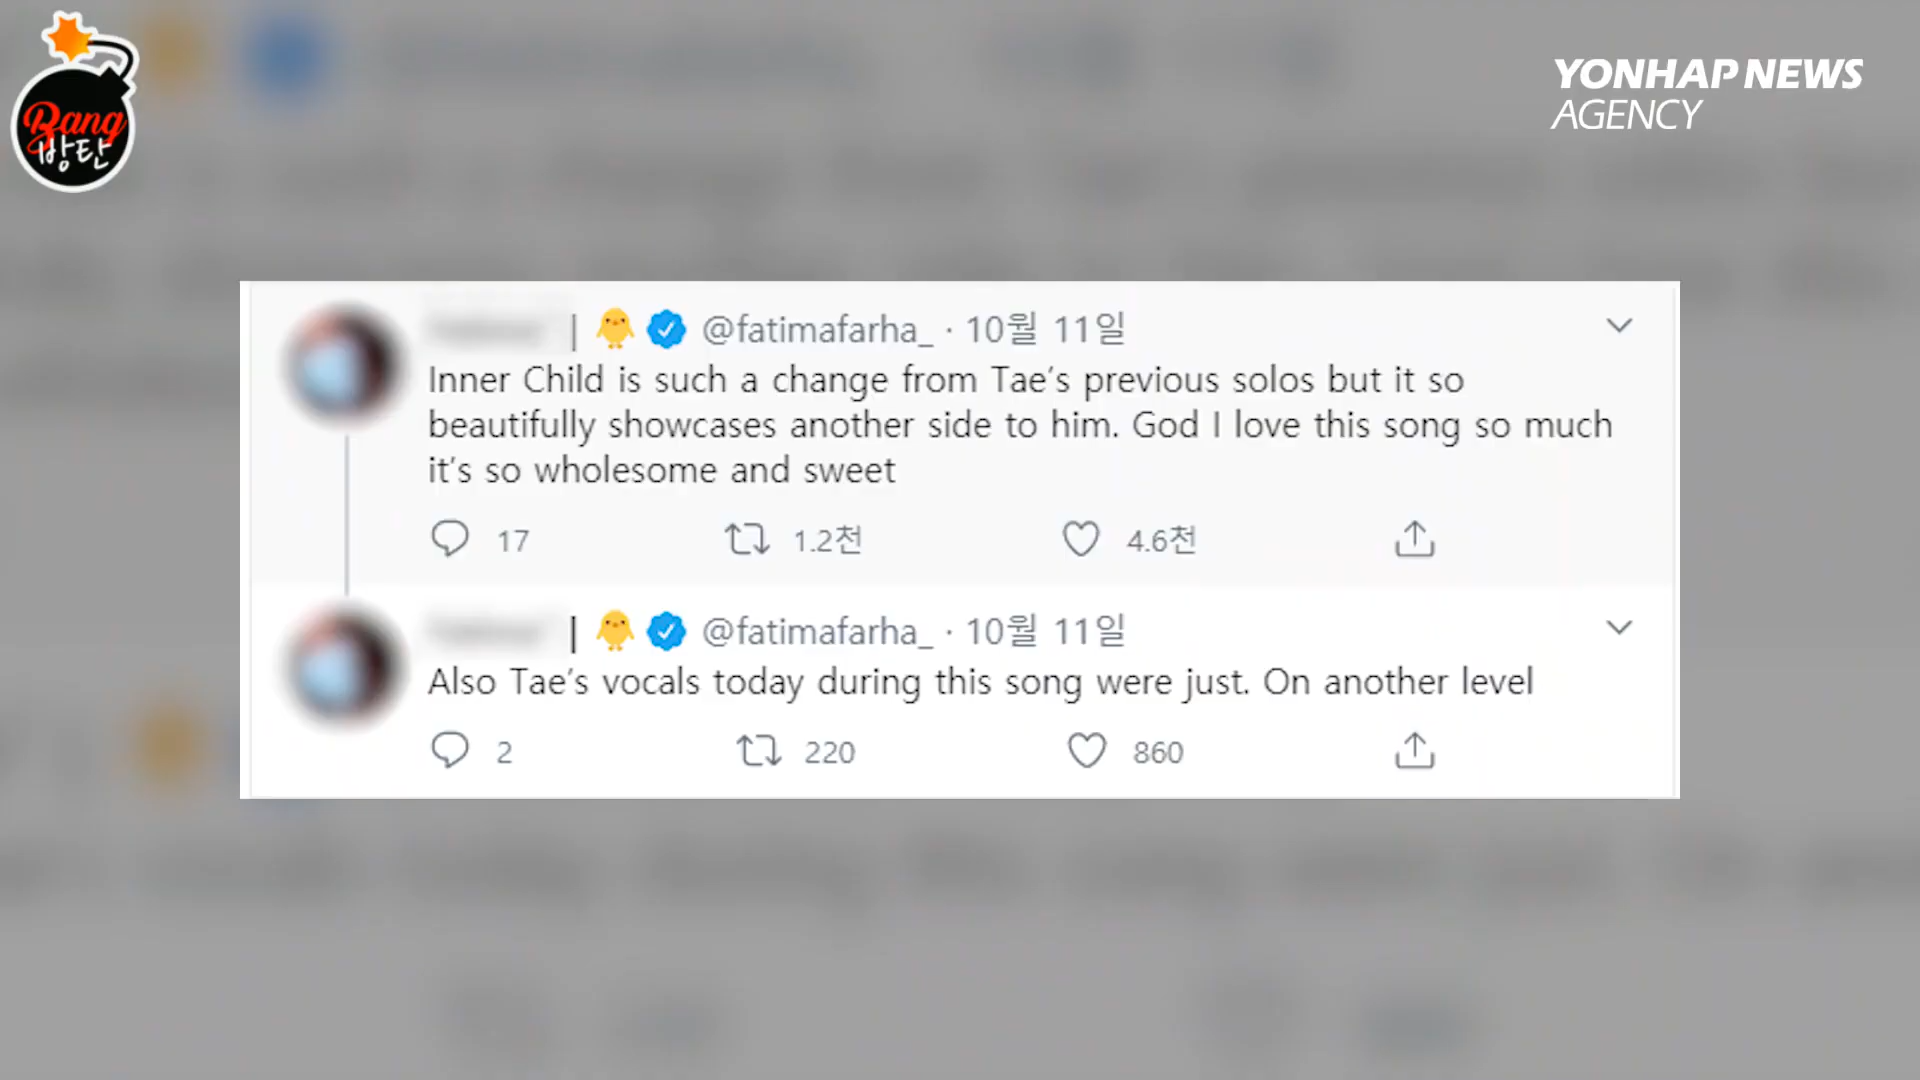 Bang
방탄
YONHAP NEWS
AGENCY
| 🐥 @fatimafarha_ · 10월 11일
Inner Child is such a change from Tae's previous solos but it so
beautifully showcases another side to him. God I love this song so much
it's so wholesome and sweet
17 1.2천 4.6천
| 🐥 @fatimafarha_ · 10월 11일
Also Tae's vocals today during this song were just. On another level
2 220 860